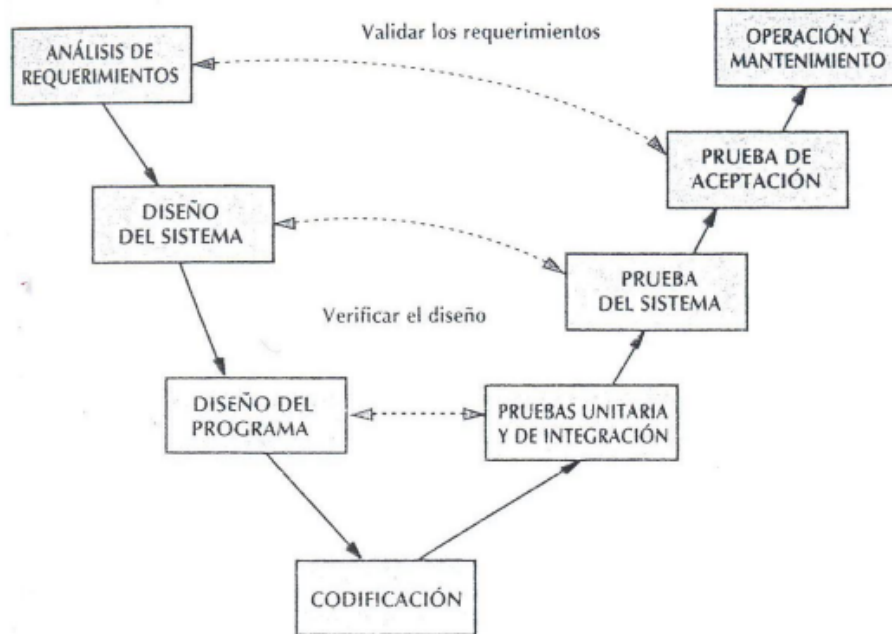 Validar los requerimientos
ANÁLISIS DE
REQUERIMIENTOS
OPERACIÓN Y
MANTENIMIENTO
PRUEBA DE
ACEPTACIÓN
DISEÑO
DEL SISTEMA
PRUEBA
DEL SISTEMA
Verificar el diseño
DISEÑO DEL
PROGRAMA
PRUEBAS UNITARIA
Y DE INTEGRACIÓN
CODIFICACIÓN